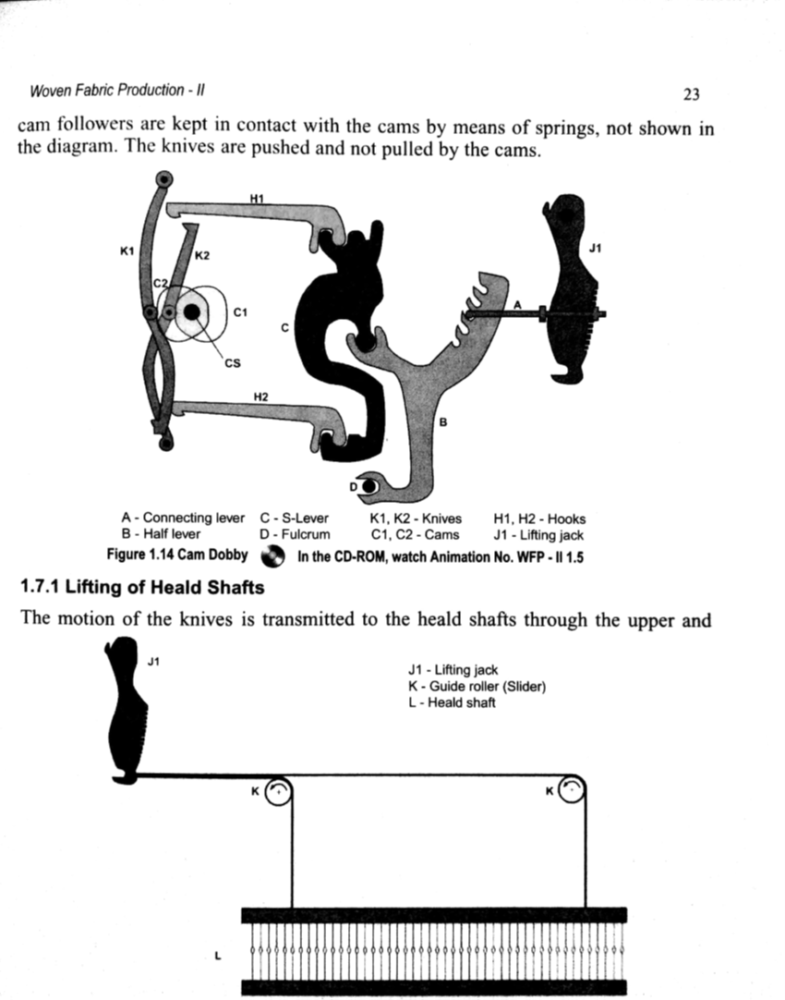 Woven Fabric Production - II
23
cam followers are kept in contact with the cams by means of springs, not shown in
the diagram. The knives are pushed and not pulled by the cams.
H1
K1
K2
C2
C1
C
CS
H2
J1
A
B
D
A - Connecting lever C - S-Lever K1, K2 - Knives H1, H2 - Hooks
B - Half lever D - Fulcrum C1, C2 - Cams J1 - Lifting jack
Figure 1.14 Cam Dobby In the CD-ROM, watch Animation No. WFP - II 1.5
1.7.1 Lifting of Heald Shafts
The motion of the knives is transmitted to the heald shafts through the upper and
J1
J1 - Lifting jack
K - Guide roller (Slider)
L - Heald shaft
K
K
L